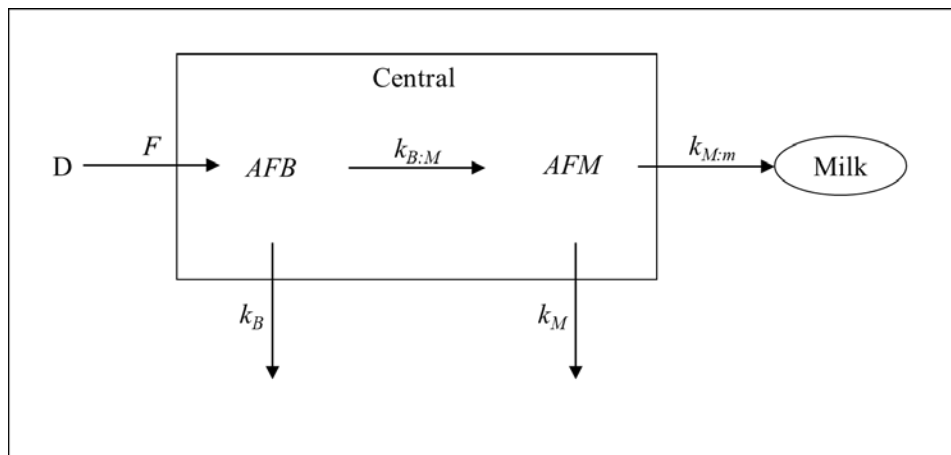 Central
D
F
AFB
k_{B:M}
AFM
k_{M:m}
Milk
k_B
k_M